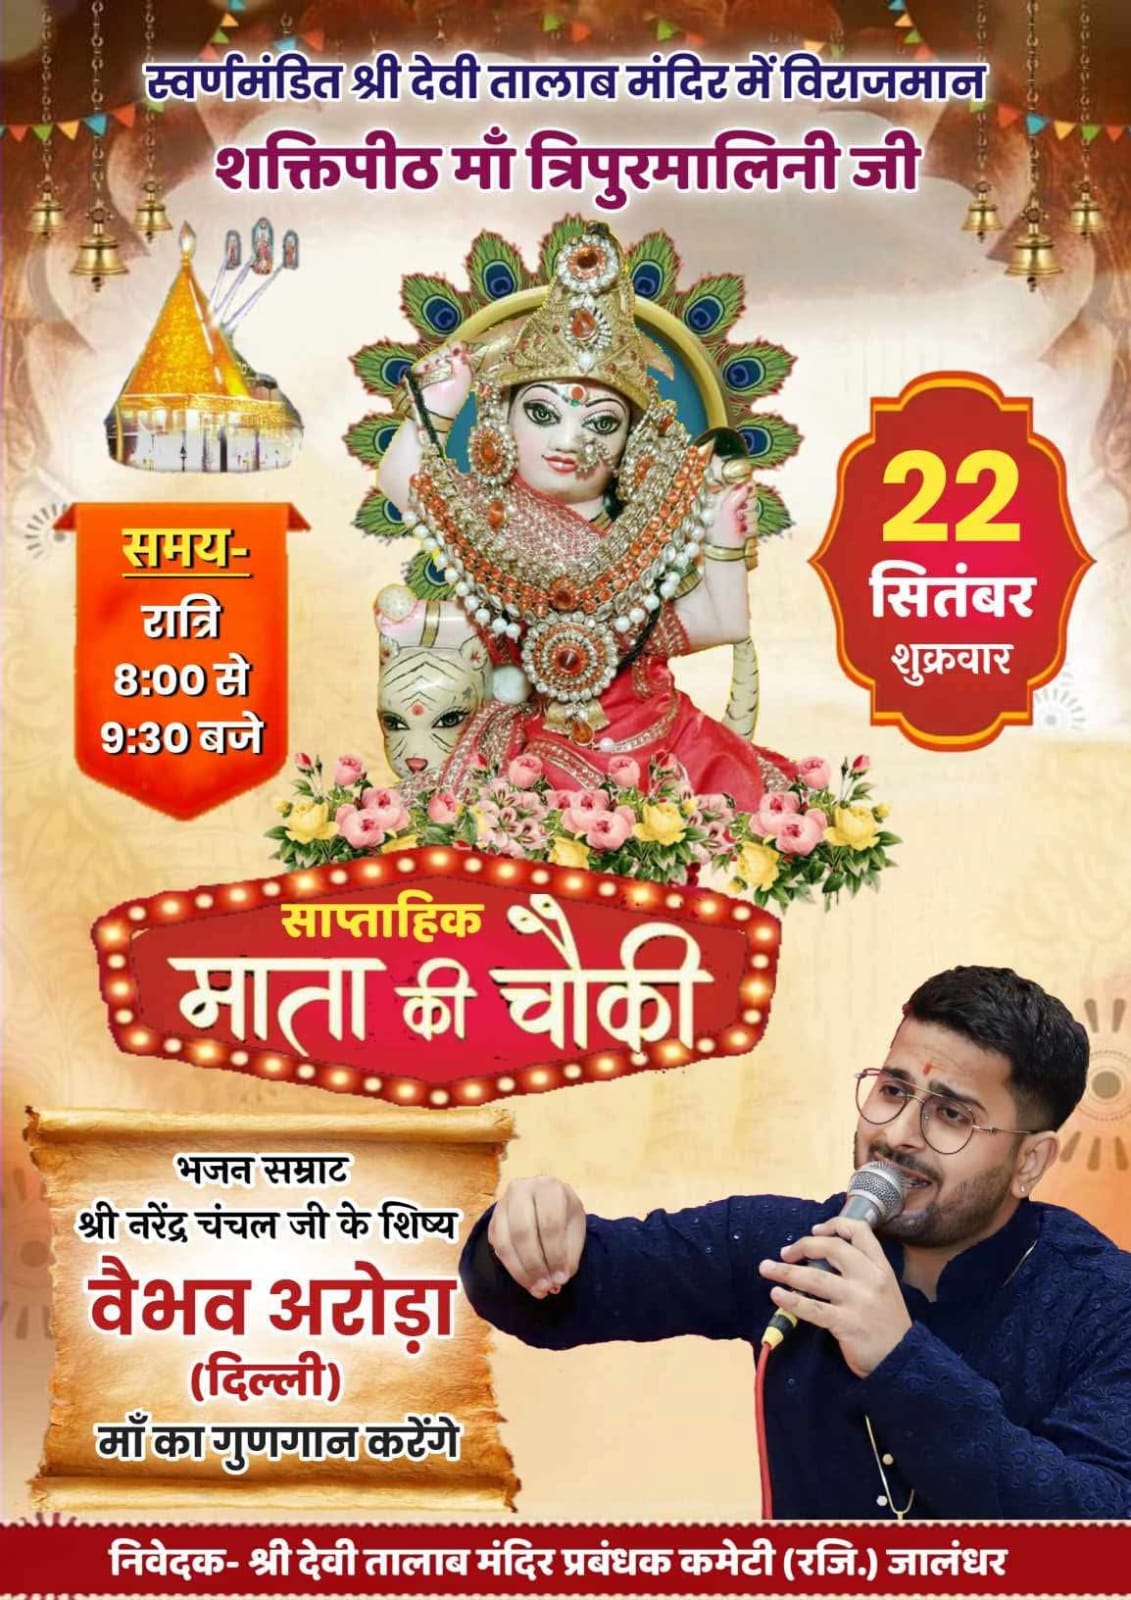 स्वर्णमंडित श्री देवी तालाब मंदिर में विराजमान
शक्तिपीठ माँ त्रिपुरमालिनी जी
समय-
रात्रि
8:00 से
9:30 बजे
22
सितंबर
शुक्रवार
साप्ताहिक
माता की चौकी
भजन सम्राट
श्री नरेंद्र चंचल जी के शिष्य
वैभव अरोड़ा
(दिल्ली)
माँ का गुणगान करेंगे
निवेदक- श्री देवी तालाब मंदिर प्रबंधक कमेटी (रजि.) जालंधर